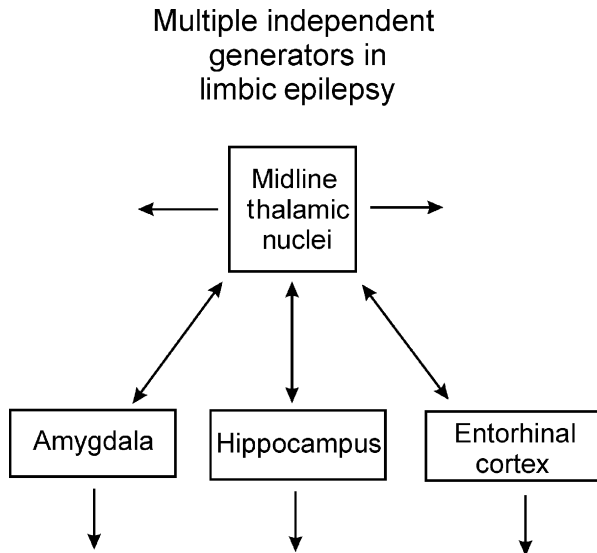 Multiple independent
generators in
limbic epilepsy
Midline
thalamic
nuclei
Amygdala
Hippocampus
Entorhinal
cortex